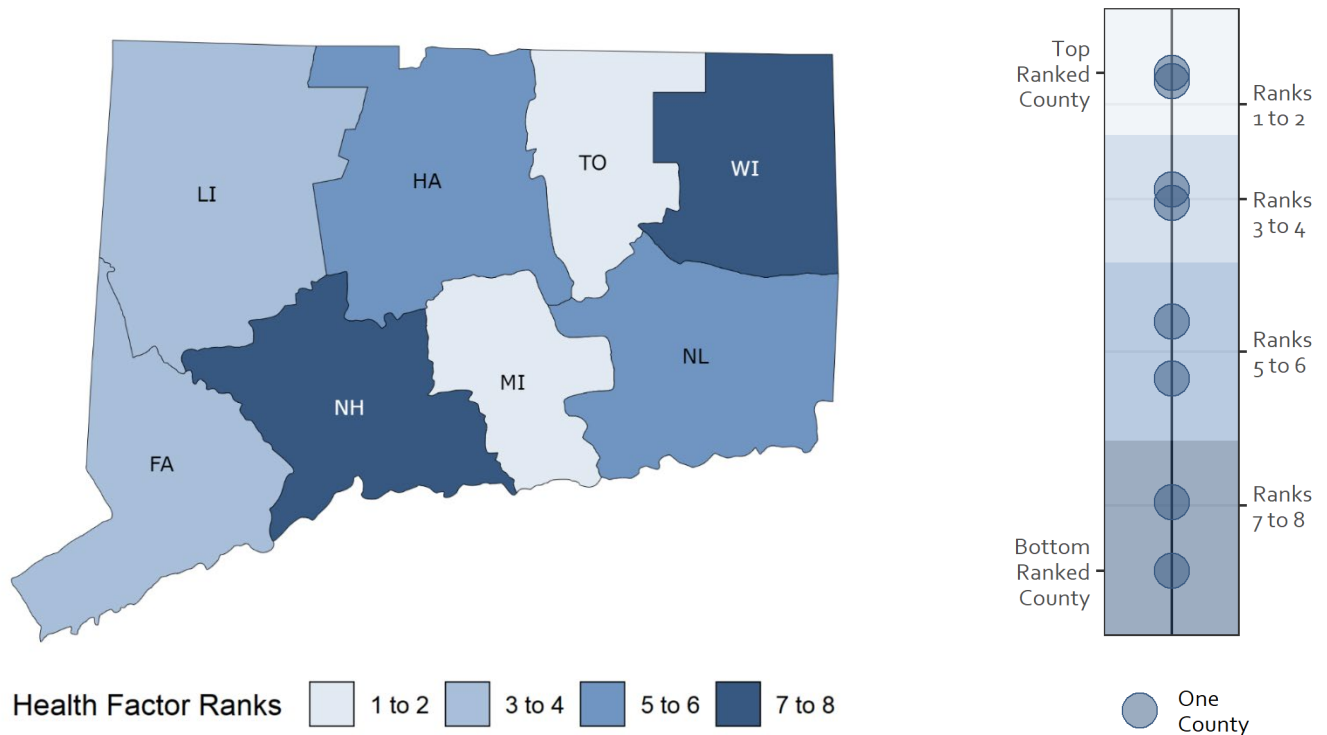 LI
HA
TO
WI
NH
MI
NL
FA
Health Factor Ranks
1 to 2
3 to 4
5 to 6
7 to 8
Top
Ranked
County
Ranks
1 to 2
Ranks
3 to 4
Ranks
5 to 6
Ranks
7 to 8
Bottom
Ranked
County
One
County